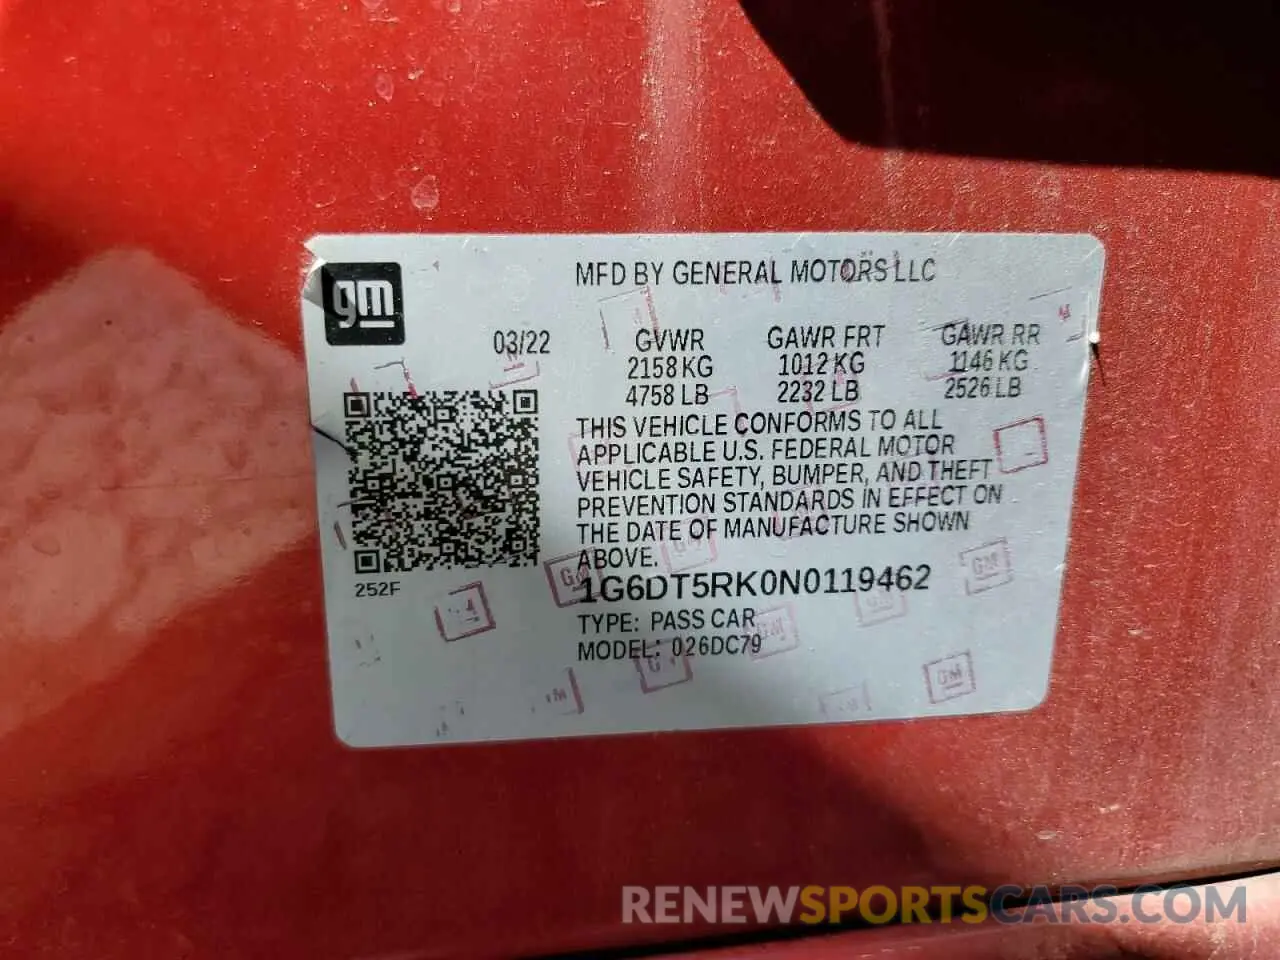 gm
MFD BY GENERAL MOTORS LLC
03/22
GVWR GAWR FRT GAWR RR
2158 KG 1012 KG 1146 KG
4758 LB 2232 LB 2526 LB
THIS VEHICLE CONFORMS TO ALL
APPLICABLE U.S. FEDERAL MOTOR
VEHICLE SAFETY, BUMPER, AND THEFT
PREVENTION STANDARDS IN EFFECT ON
THE DATE OF MANUFACTURE SHOWN
ABOVE.
252F
1G6DT5RK0N0119462
TYPE: PASS CAR
MODEL: 026DC79
GM
GM
GM
RENEWSPORTSCARS.COM